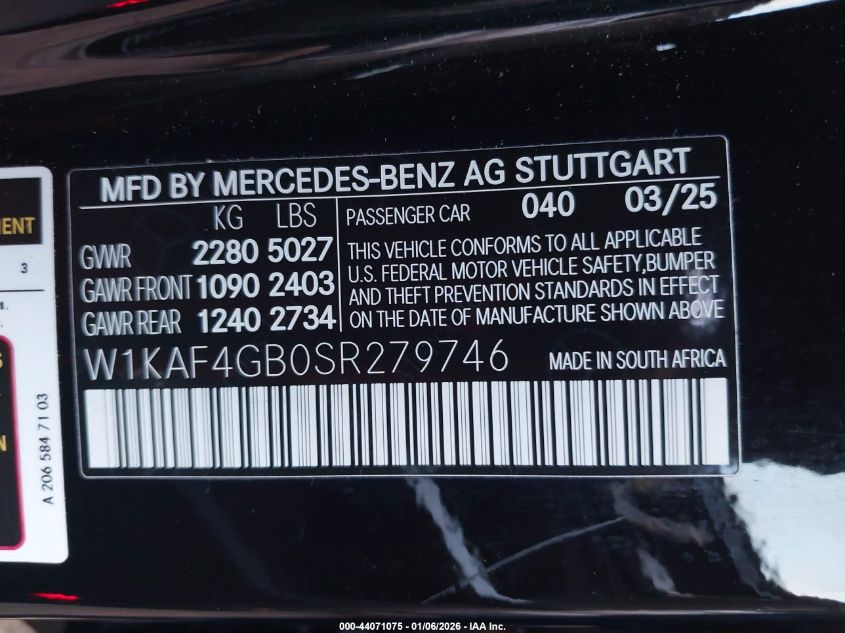 MFD BY MERCEDES-BENZ AG STUTTGART
KG LBS
GVWR 2280 5027
GAWR FRONT 1090 2403
GAWR REAR 1240 2734
PASSENGER CAR 040 03/25
THIS VEHICLE CONFORMS TO ALL APPLICABLE
U.S. FEDERAL MOTOR VEHICLE SAFETY,BUMPER
AND THEFT PREVENTION STANDARDS IN EFFECT
ON THE DATE OF MANUFACTURE SHOWN ABOVE
W1KAF4GB0SR279746 MADE IN SOUTH AFRICA
3
A 206 584 71 03
000-44071075 - 01/06/2026 - IAA Inc.